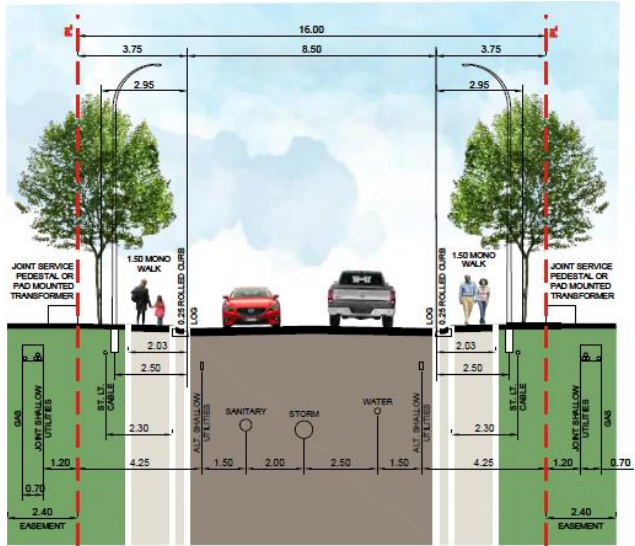 PL
16.00
PL
3.75
8.50
3.75
2.95
2.95
1.50 MONO
WALK
0.25 ROLLED CURB
LOG
LOG
0.25 ROLLED CURB
1.50 MONO
WALK
JOINT SERVICE
PEDESTAL OR
PAD MOUNTED
TRANSFORMER
JOINT SERVICE
PEDESTAL OR
PAD MOUNTED
TRANSFORMER
2.03
2.03
2.50
2.50
GAS
JOINT SHALLOW
UTILITIES
ST. LT.
CABLE
ALT. SHALLOW
UTILITIES
SANITARY
STORM
WATER
ALT. SHALLOW
UTILITIES
ST. LT.
CABLE
JOINT SHALLOW
UTILITIES
GAS
2.30
2.30
1.20
4.25
1.50
2.00
2.50
1.50
4.25
1.20
0.70
0.70
2.40
2.40
EASEMENT
EASEMENT